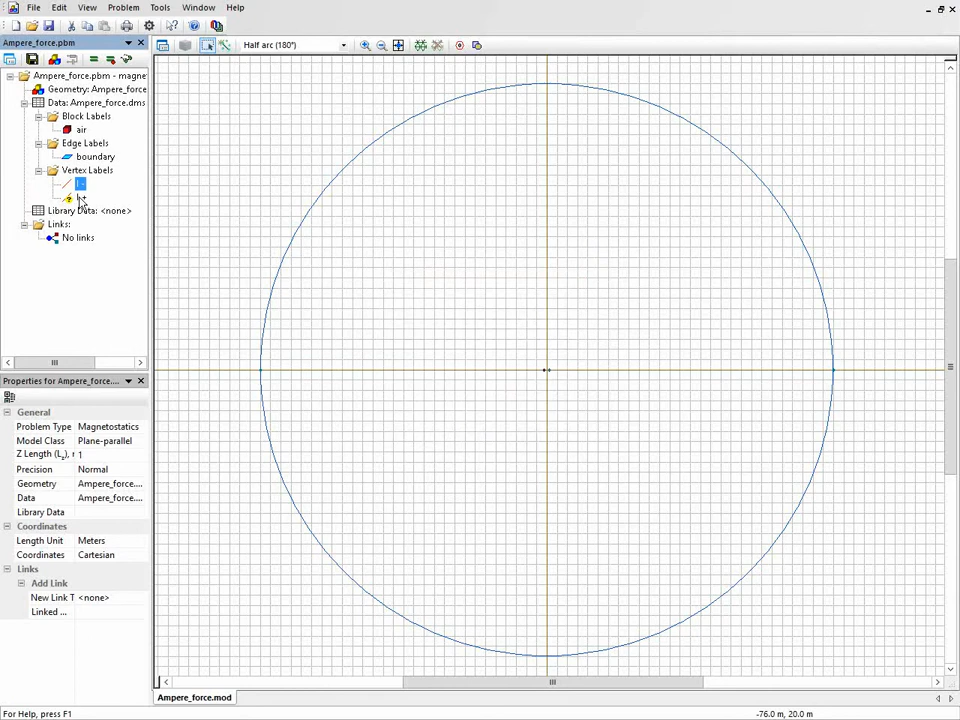 File Edit View Problem Tools Window Help
Ampere_force.pbm
Half arc (180°)
Ampere_force.pbm - magne
Geometry: Ampere_force
Data: Ampere_force.dms
Block Labels
air
Edge Labels
boundary
Vertex Labels
Library Data: <none>
Links:
No links
Properties for Ampere_force....
General
Problem Type Magnetostatics
Model Class Plane-parallel
Z Length (Lz), r 1
Precision Normal
Geometry Ampere_force....
Data Ampere_force....
Library Data
Coordinates
Length Unit Meters
Coordinates Cartesian
Links
Add Link
New Link T <none>
Linked ...
Ampere_force.mod
For Help, press F1
-76.0 m, 20.0 m